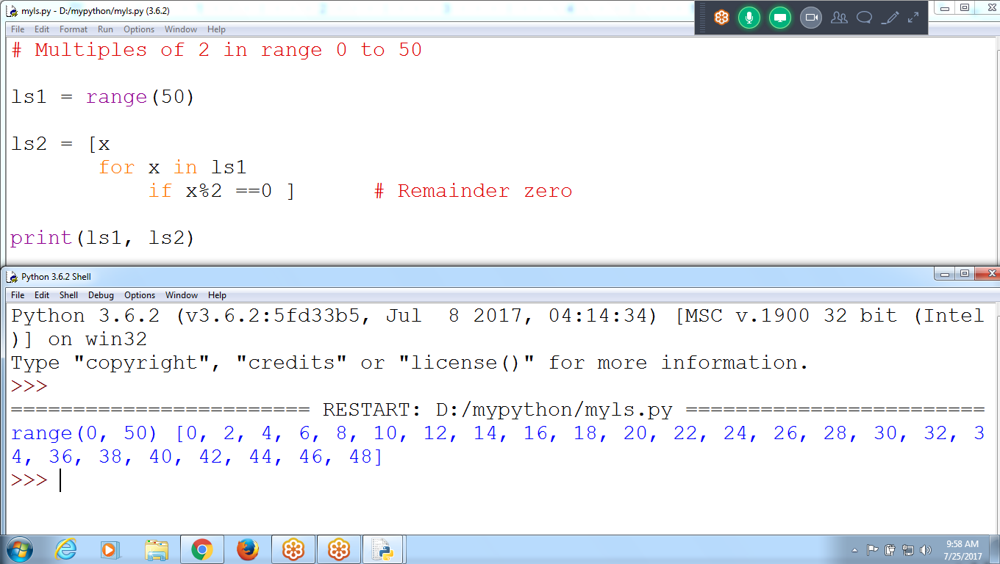 myls.py - D:/mypython/myls.py (3.6.2)
File Edit Format Run Options Window Help
# Multiples of 2 in range 0 to 50
ls1 = range(50)
ls2 = [x
for x in ls1
if x%2 ==0 ] # Remainder zero
print(ls1, ls2)
Python 3.6.2 Shell
File Edit Shell Debug Options Window Help
Python 3.6.2 (v3.6.2:5fd33b5, Jul  8 2017, 04:14:34) [MSC v.1900 32 bit (Intel
)] on win32
Type "copyright", "credits" or "license()" for more information.
>>>
======================== RESTART: D:/mypython/myls.py ========================
range(0, 50) [0, 2, 4, 6, 8, 10, 12, 14, 16, 18, 20, 22, 24, 26, 28, 30, 32, 3
4, 36, 38, 40, 42, 44, 46, 48]
>>>
9:58 AM
7/25/2017